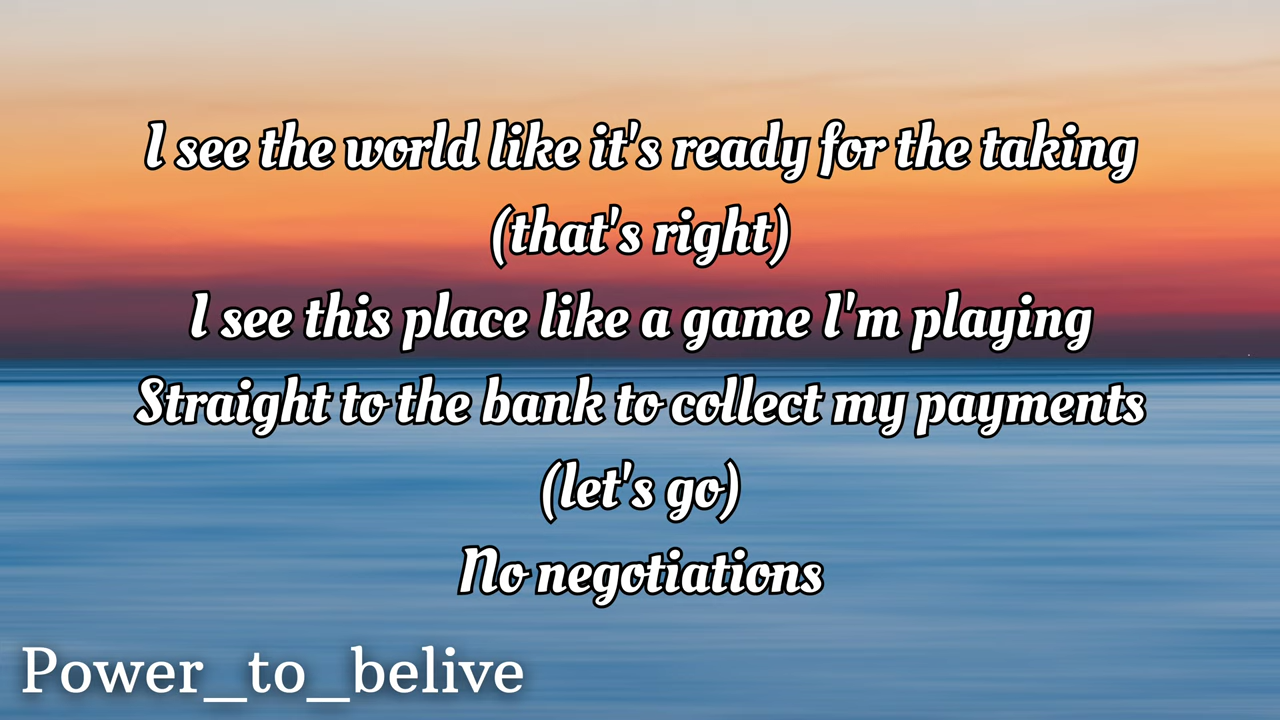 I see the world like it's ready for the taking
(that's right)
I see this place like a game I'm playing
Straight to the bank to collect my payments
(let's go)
No negotiations
Power_to_belive